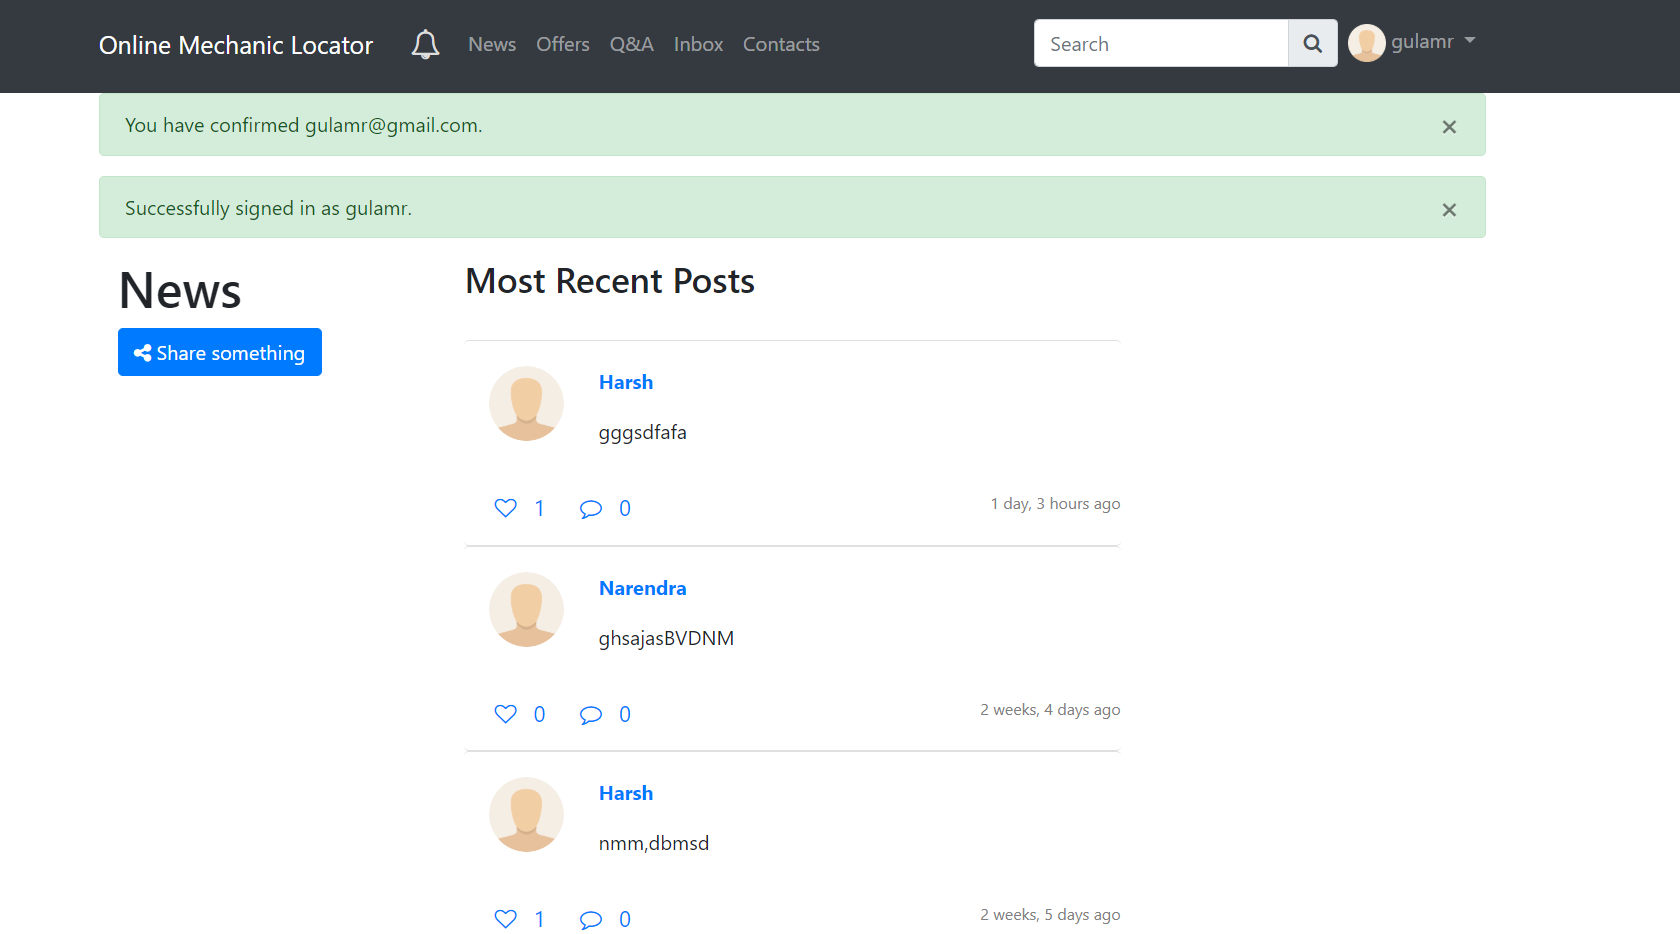 Online Mechanic Locator News Offers Q&A Inbox Contacts Search gulamr
You have confirmed gulamr@gmail.com. ×
Successfully signed in as gulamr. ×
News
Share something
Most Recent Posts
Harsh
gggsdfafa
1 0 1 day, 3 hours ago
Narendra
ghsajasBVDNM
0 0 2 weeks, 4 days ago
Harsh
nmm,dbmsd
1 0 2 weeks, 5 days ago